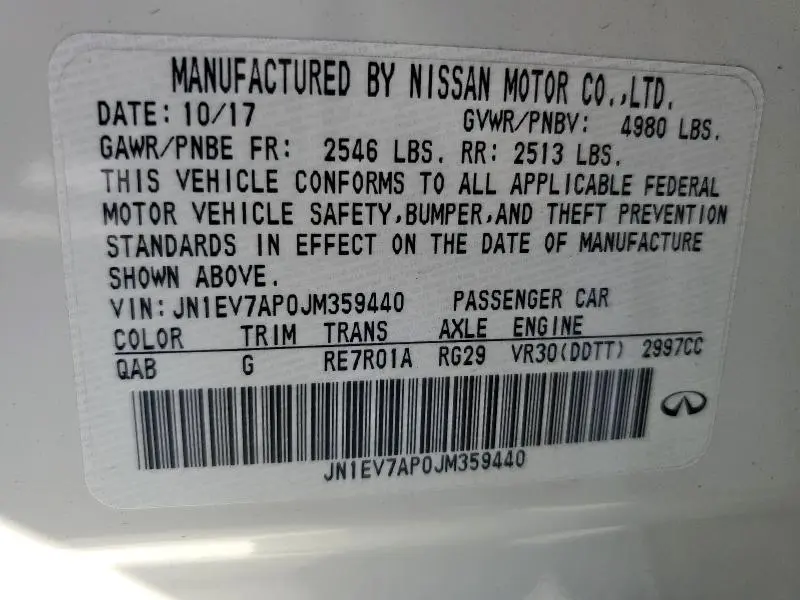 MANUFACTURED BY NISSAN MOTOR CO.,LTD.
DATE: 10/17 GVWR/PNBV: 4980 LBS.
GAWR/PNBE FR: 2546 LBS. RR: 2513 LBS.
THIS VEHICLE CONFORMS TO ALL APPLICABLE FEDERAL
MOTOR VEHICLE SAFETY,BUMPER,AND THEFT PREVENTION
STANDARDS IN EFFECT ON THE DATE OF MANUFACTURE
SHOWN ABOVE.
VIN: JN1EV7AP0JM359440 PASSENGER CAR
COLOR TRIM TRANS AXLE ENGINE
QAB G RE7R01A RG29 VR30(DDTT) 2997CC
JN1EV7AP0JM359440